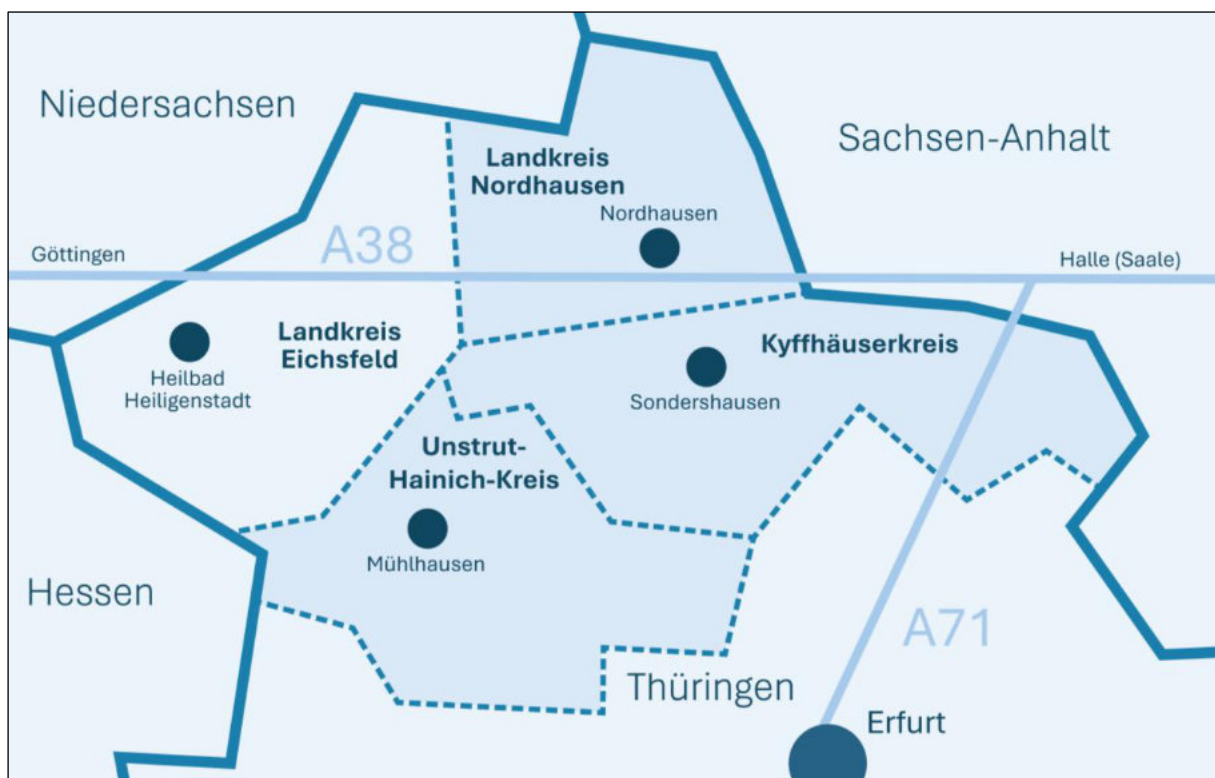 Niedersachsen
Sachsen-Anhalt
Landkreis
Nordhausen
Nordhausen
A38
Göttingen
Halle (Saale)
Landkreis
Eichsfeld
Kyffhäuserkreis
Heilbad
Heiligenstadt
Sondershausen
Unstrut-
Hainich-Kreis
Mühlhausen
Hessen
A71
Thüringen
Erfurt